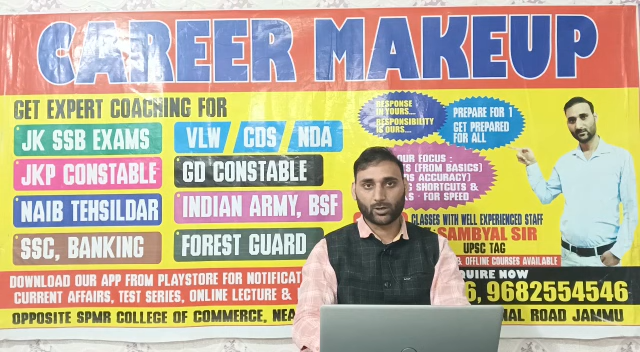 CAREER MAKEUP
GET EXPERT COACHING FOR
JK SSB EXAMS
VLW / CDS / NDA
JKP CONSTABLE
GD CONSTABLE
NAIB TEHSILDAR
INDIAN ARMY, BSF
SSC, BANKING
FOREST GUARD
RESPONSE
IN YOURS...
RESPONSIBILITY
IS OURS...
PREPARE FOR 1
GET PREPARED
FOR ALL
OUR FOCUS :
[FROM BASICS]
ACCURACY)
SHORTCUTS &
FOR SPEED
CLASSES WITH WELL EXPERIENCED STAFF
SAMBYAL SIR
UPSC TAG
& OFFLINE COURSES AVAILABLE
DOWNLOAD OUR APP FROM PLAYSTORE FOR
CURRENT AFFAIRS, TEST SERIES, ONLINE LECTURE &
NOW
6, 9682554546
OPPOSITE SPMR COLLEGE OF COMMERCE,
ROAD JAMMU